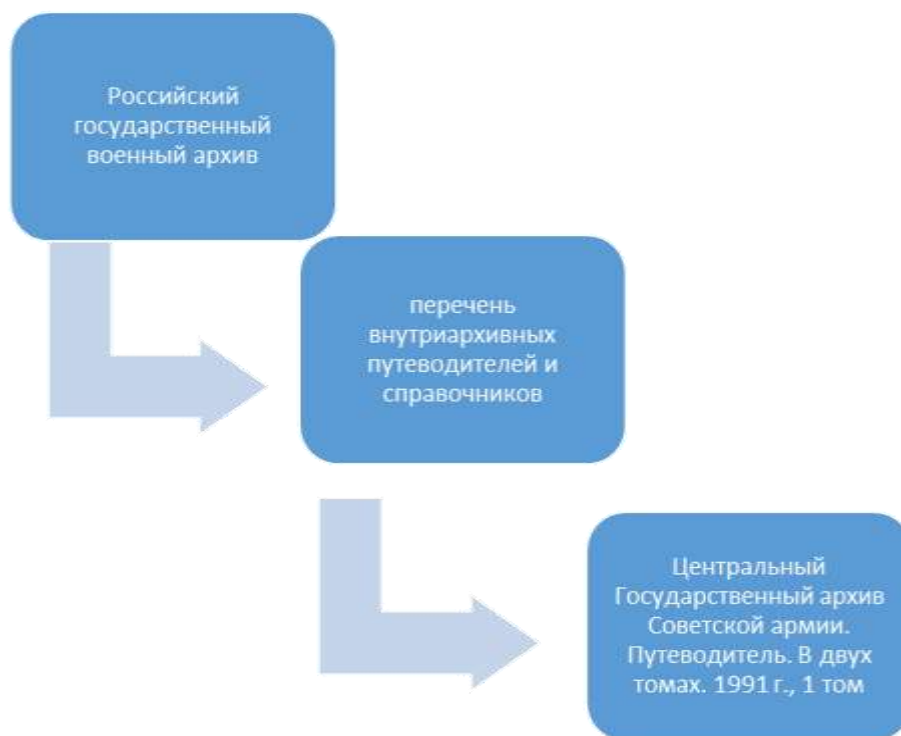 Российский
государственный
военный архив
перечень
внутриархивных
путеводителей и
справочников
Центральный
Государственный архив
Советской армии.
Путеводитель. В двух
томах. 1991 г., 1 том